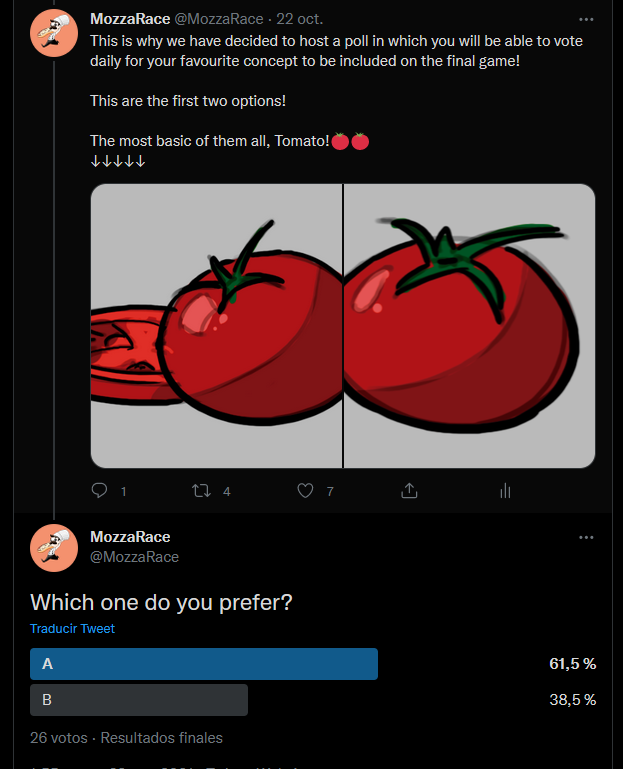 MozzaRace @MozzaRace · 22 oct.
This is why we have decided to host a poll in which you will be able to vote
daily for your favourite concept to be included on the final game!
This are the first two options!
The most basic of them all, Tomato!🍅🍅
↓↓↓↓↓
1 4 7
MozzaRace
@MozzaRace
Which one do you prefer?
Traducir Tweet
A 61,5 %
B 38,5 %
26 votos · Resultados finales